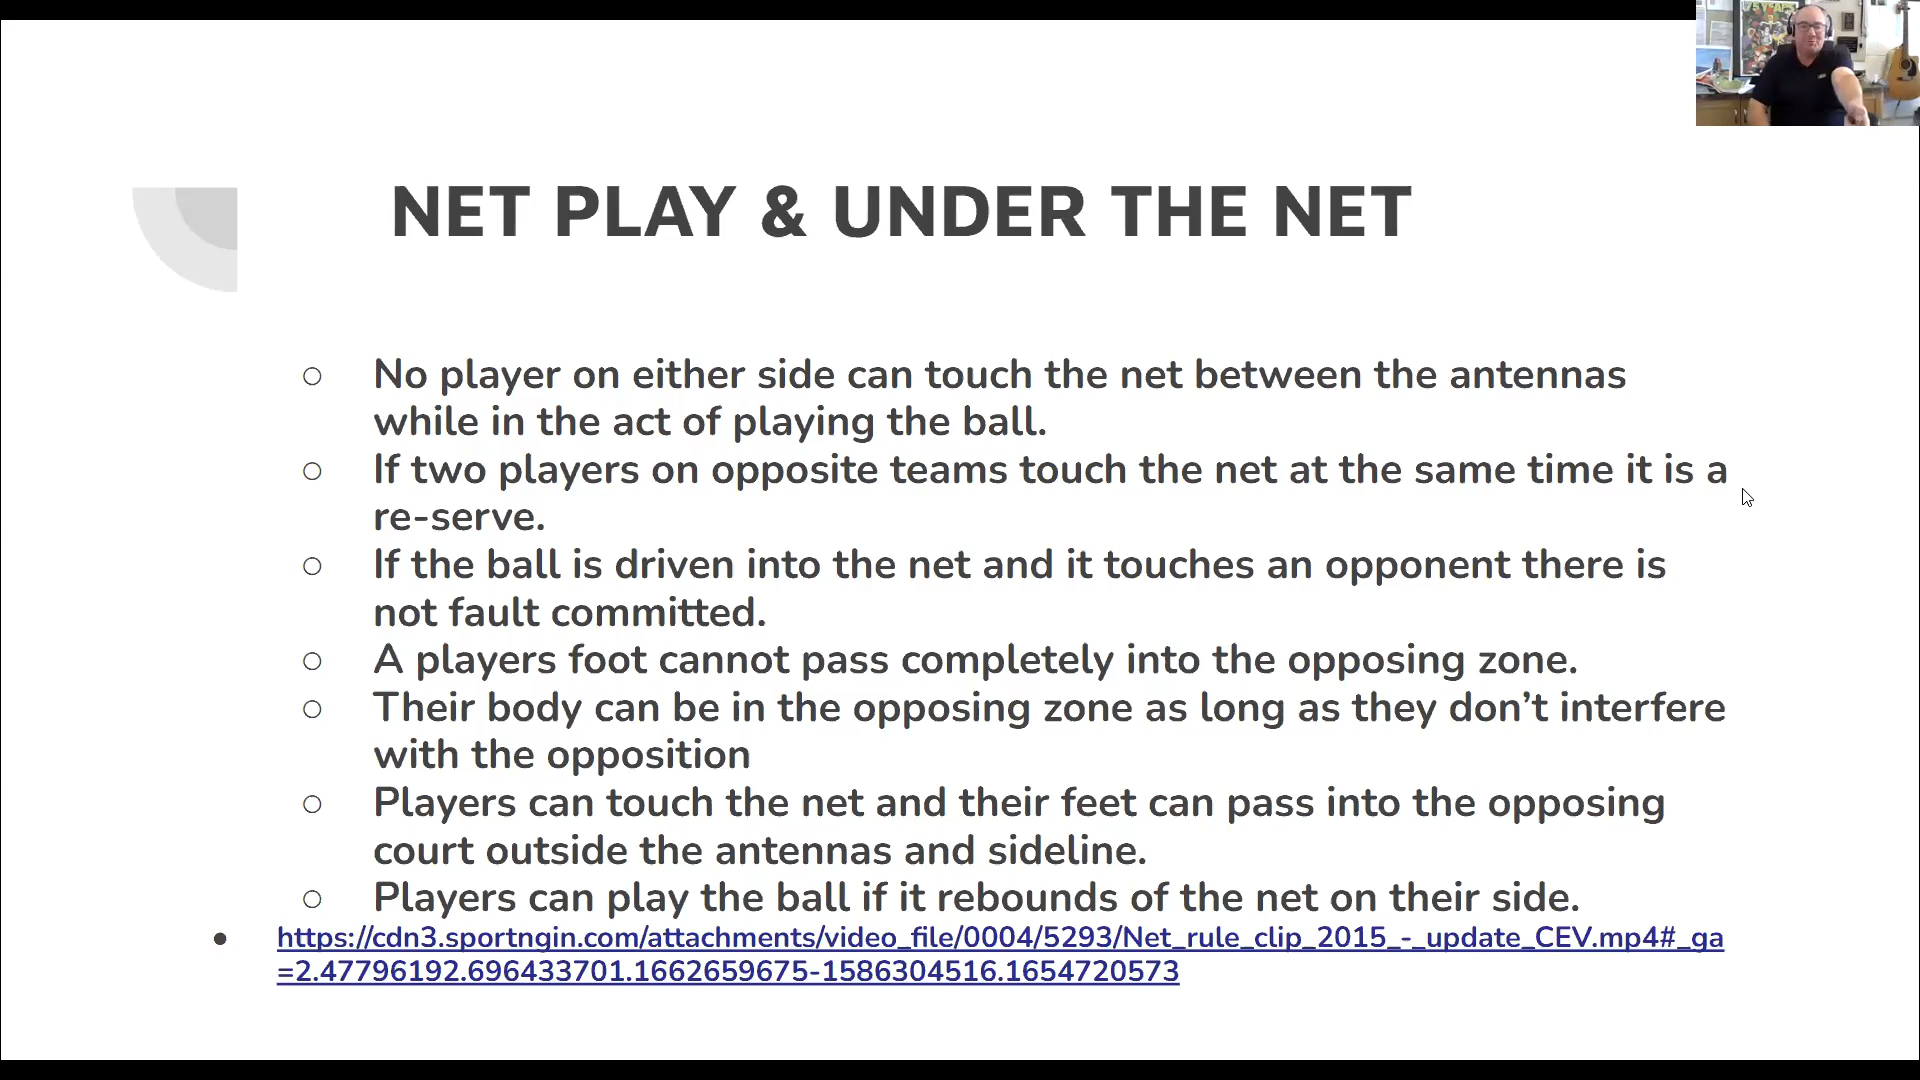 NET PLAY & UNDER THE NET
No player on either side can touch the net between the antennas
while in the act of playing the ball.
If two players on opposite teams touch the net at the same time it is a
re-serve.
If the ball is driven into the net and it touches an opponent there is
not fault committed.
A players foot cannot pass completely into the opposing zone.
Their body can be in the opposing zone as long as they don’t interfere
with the opposition
Players can touch the net and their feet can pass into the opposing
court outside the antennas and sideline.
Players can play the ball if it rebounds of the net on their side.
https://cdn3.sportngin.com/attachments/video_file/0004/5293/Net_rule_clip_2015_-_update_CEV.mp4#_ga
=2.47796192.696433701.1662659675-1586304516.1654720573